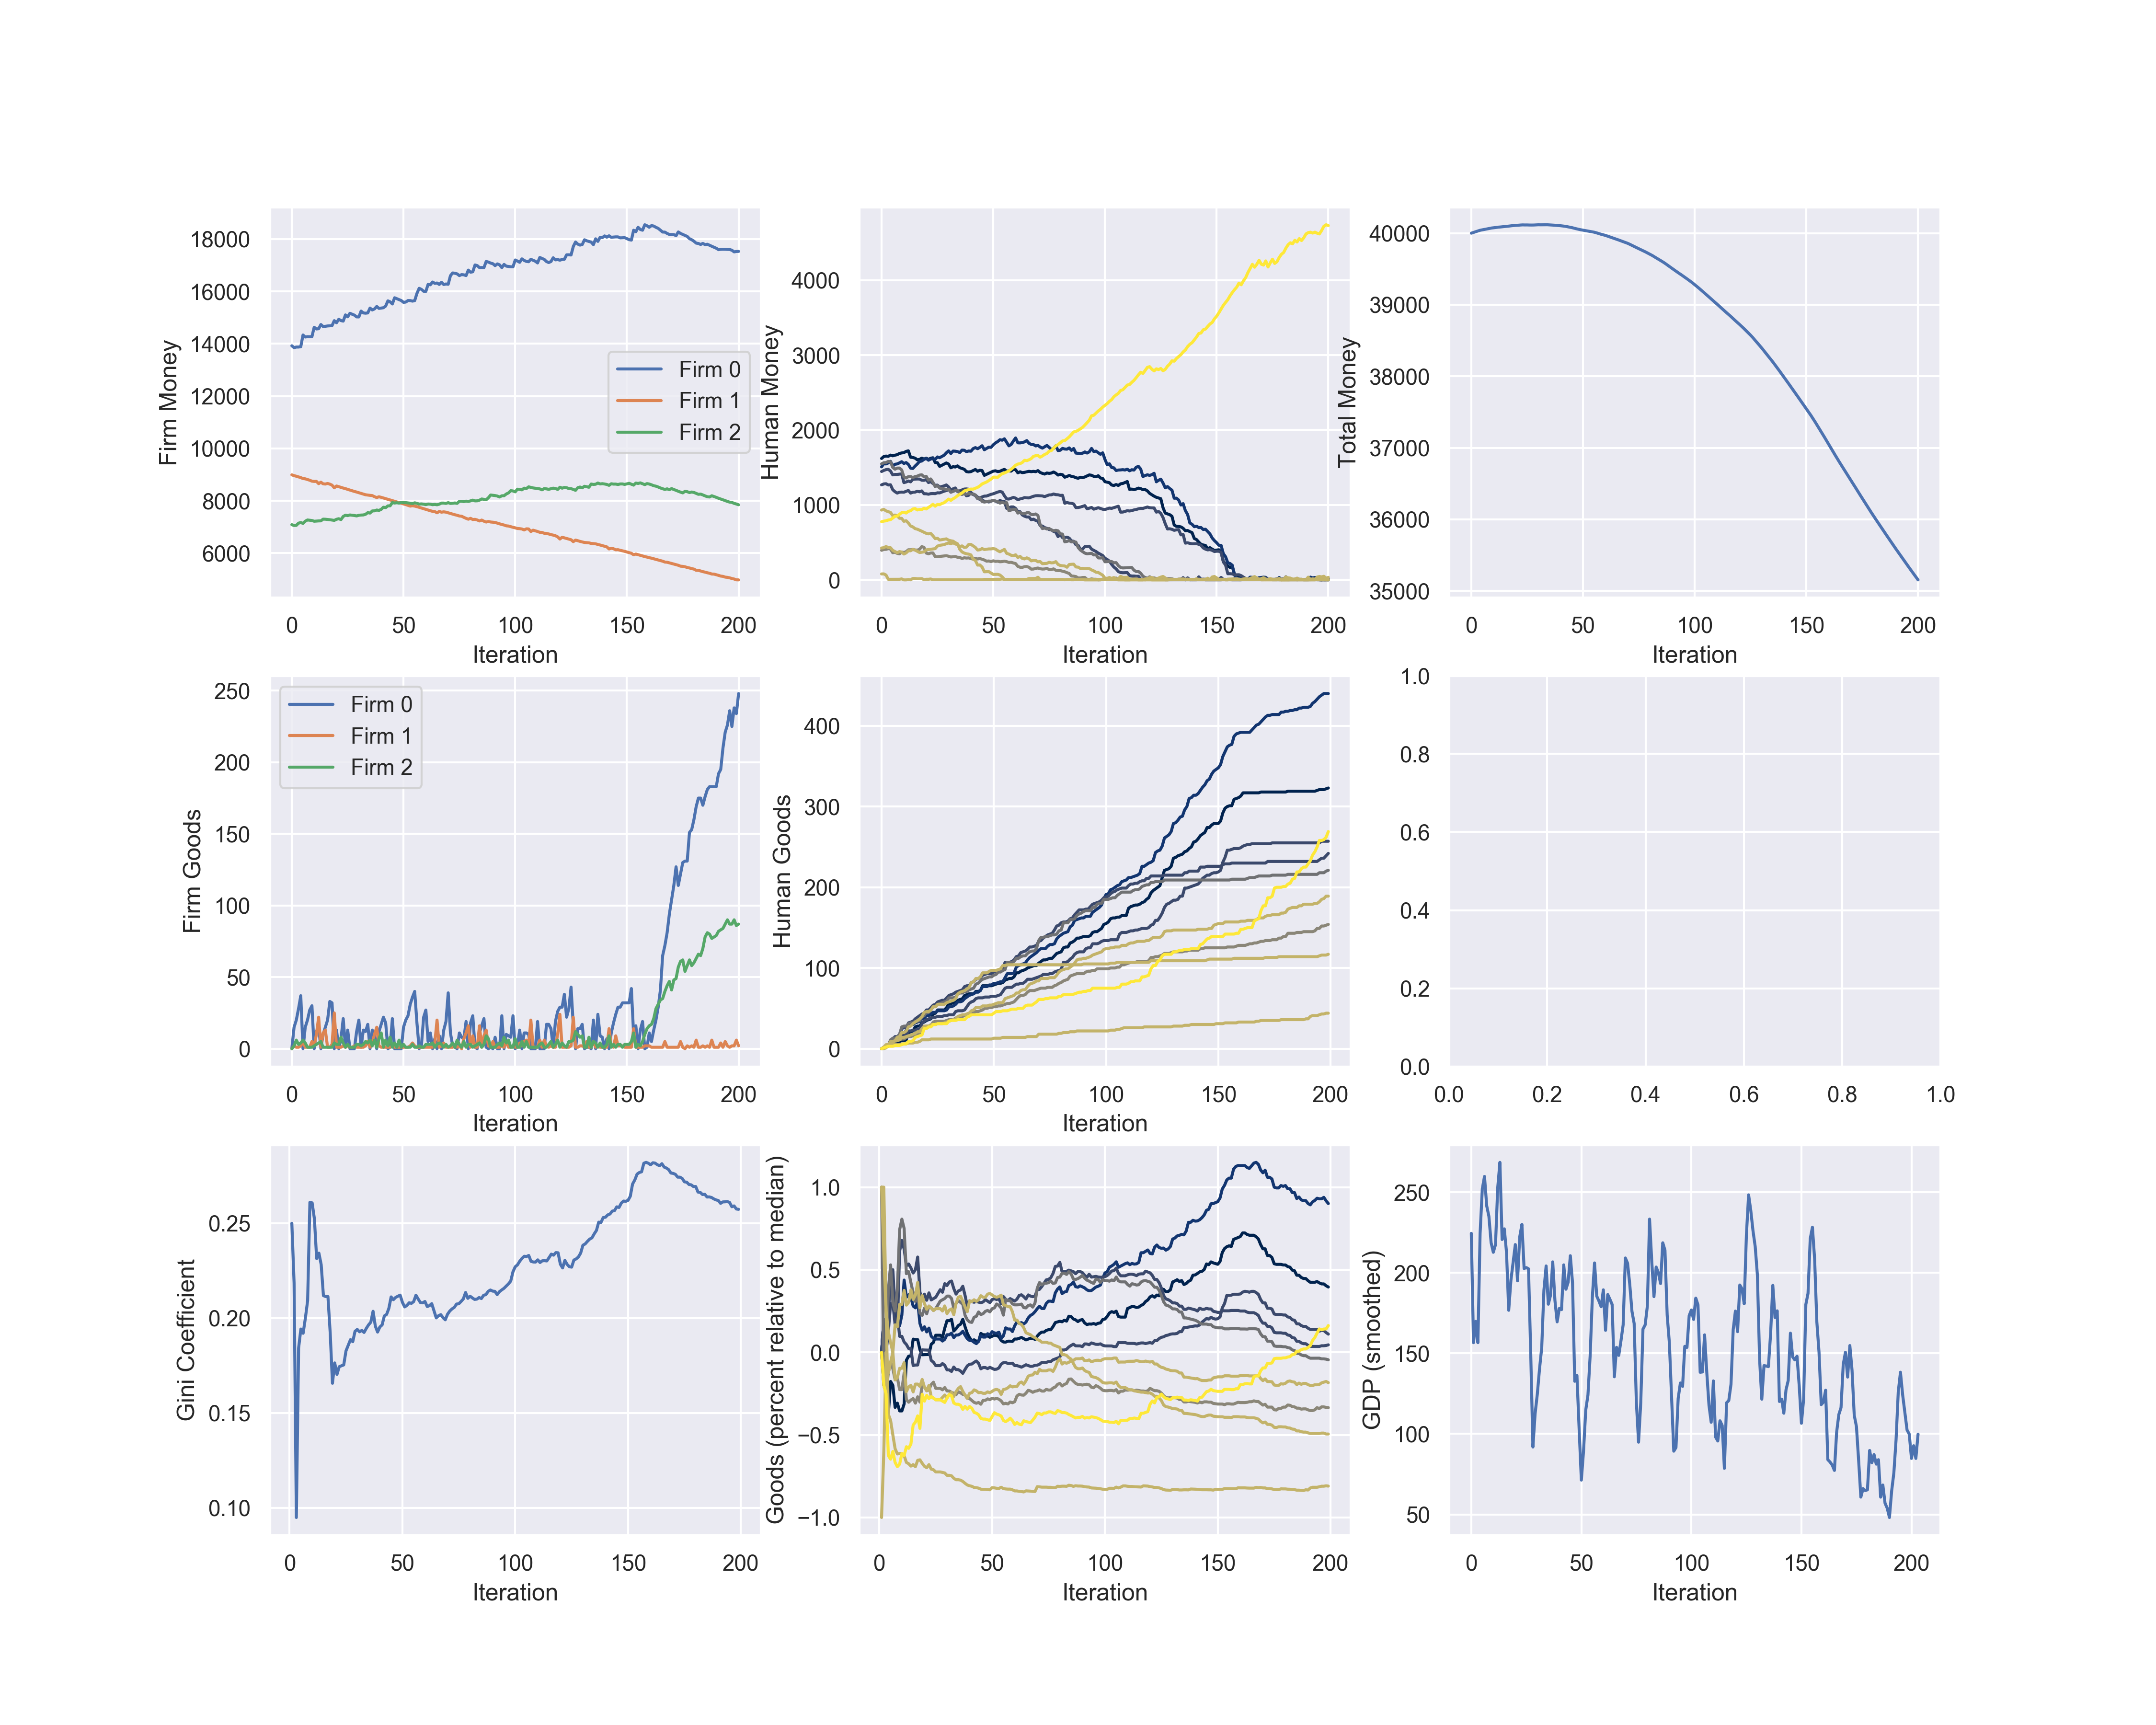 18000
16000
14000
12000
10000
8000
6000
Firm Money
Firm 0
Firm 1
Firm 2
0 50 100 150 200
Iteration
4000
3000
2000
1000
0
Human Money
0 50 100 150 200
Iteration
40000
39000
38000
37000
36000
35000
Total Money
0 50 100 150 200
Iteration
250
200
150
100
50
0
Firm Goods
Firm 0
Firm 1
Firm 2
0 50 100 150 200
Iteration
400
300
200
100
0
Human Goods
0 50 100 150 200
Iteration
1.0
0.8
0.6
0.4
0.2
0.0
0.0 0.2 0.4 0.6 0.8 1.0
0.25
0.20
0.15
0.10
Gini Coefficient
0 50 100 150 200
Iteration
1.0
0.5
0.0
−0.5
−1.0
Goods (percent relative to median)
0 50 100 150 200
Iteration
250
200
150
100
50
GDP (smoothed)
0 50 100 150 200
Iteration